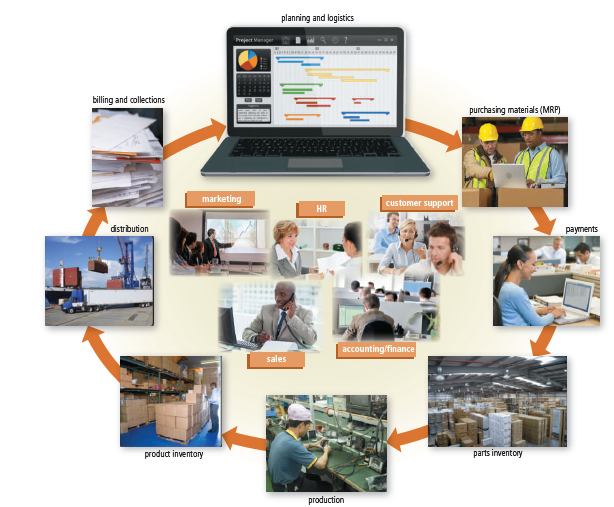 planning and logistics
Project Manager
billing and collections
purchasing materials (MRP)
marketing
HR
customer support
distribution
payments
sales
accounting/finance
product inventory
parts inventory
production